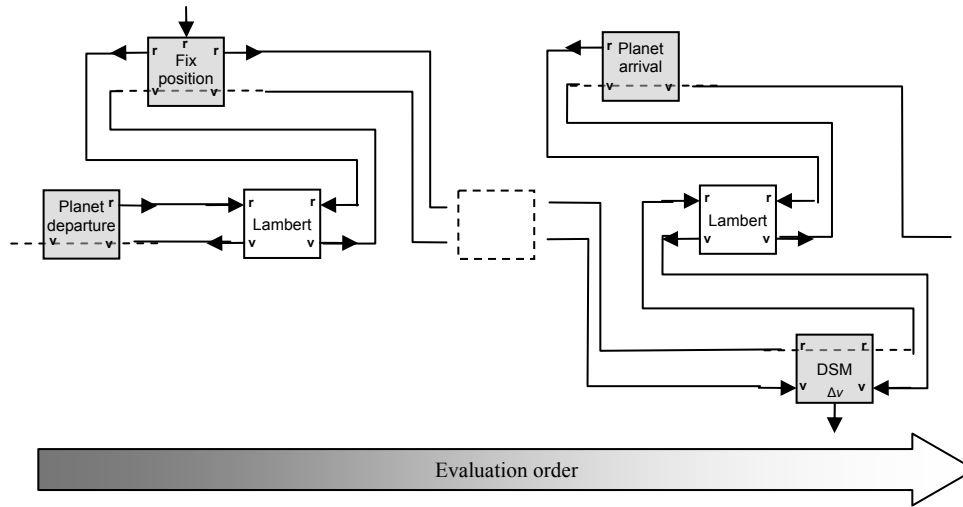 r
r r
Fix
position
v v
r Planet
arrival
v v
Planet r
departure
v v
r r
Lambert
v v
r r
Lambert
v v
r r
DSM
v Δv v
Evaluation order